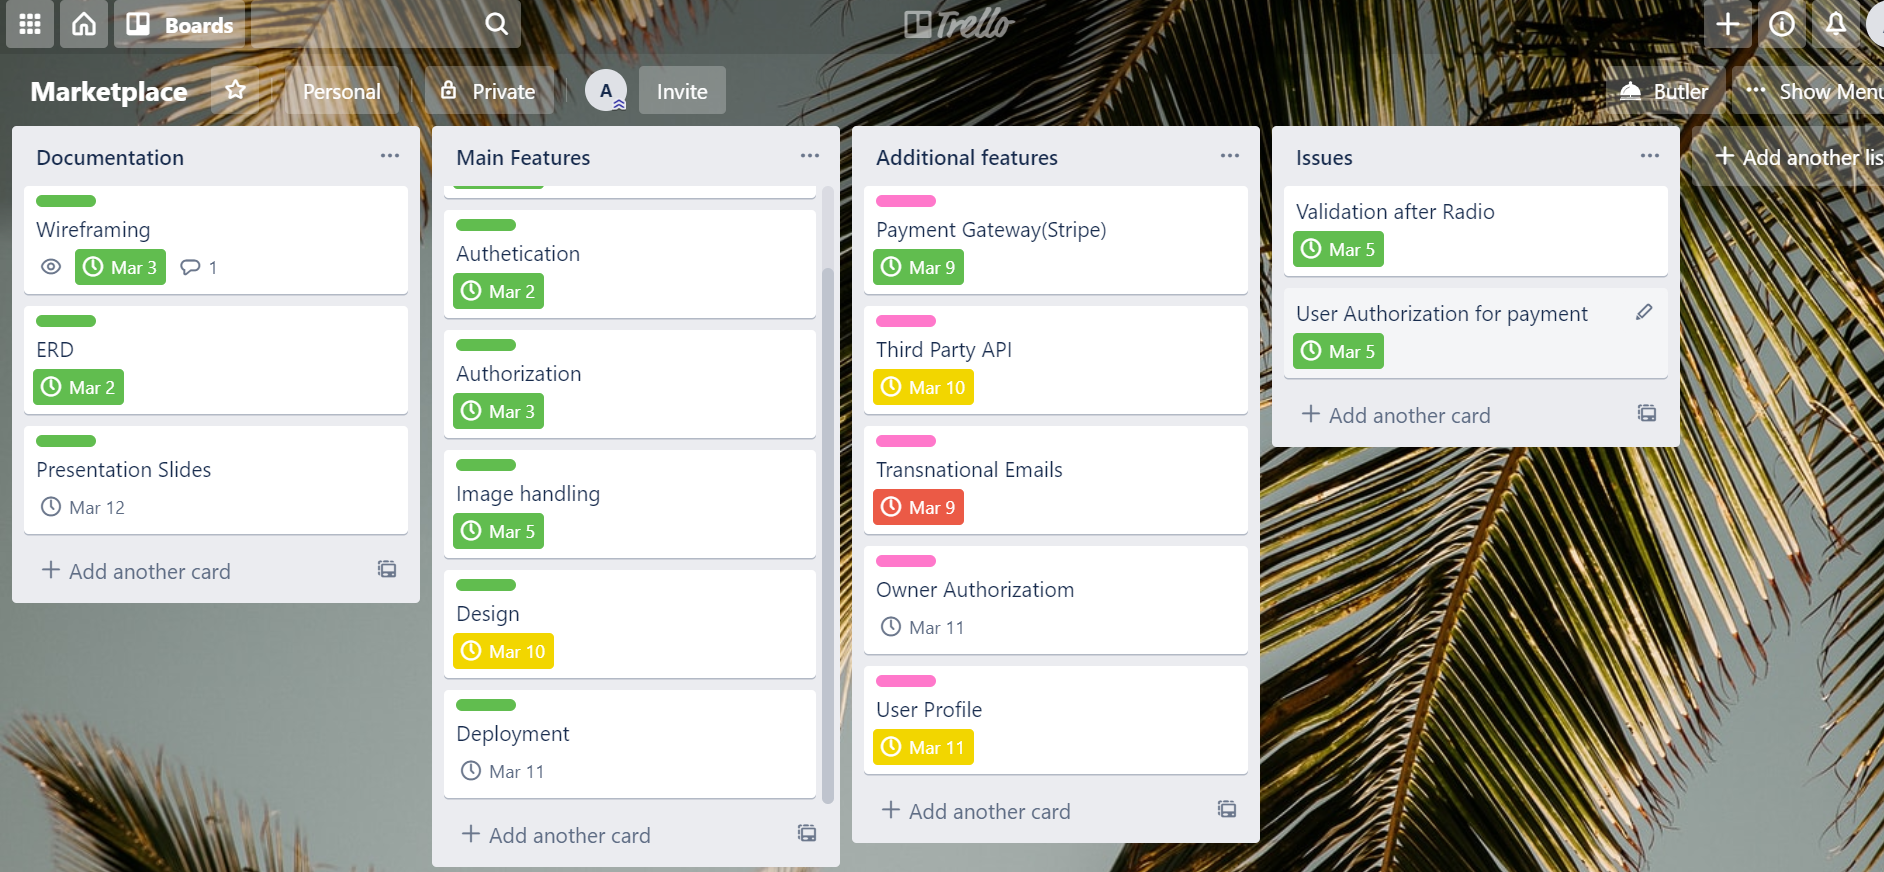 Boards
Trello
Marketplace
Personal
Private
A
Invite
Butler
Show Menu
Documentation
Wireframing
Mar 3
1
ERD
Mar 2
Presentation Slides
Mar 12
Add another card
Main Features
Authetication
Mar 2
Authorization
Mar 3
Image handling
Mar 5
Design
Mar 10
Deployment
Mar 11
Add another card
Additional features
Payment Gateway(Stripe)
Mar 9
Third Party API
Mar 10
Transnational Emails
Mar 9
Owner Authorizatiom
Mar 11
User Profile
Mar 11
Add another card
Issues
Validation after Radio
Mar 5
User Authorization for payment
Mar 5
Add another card
Add another lis